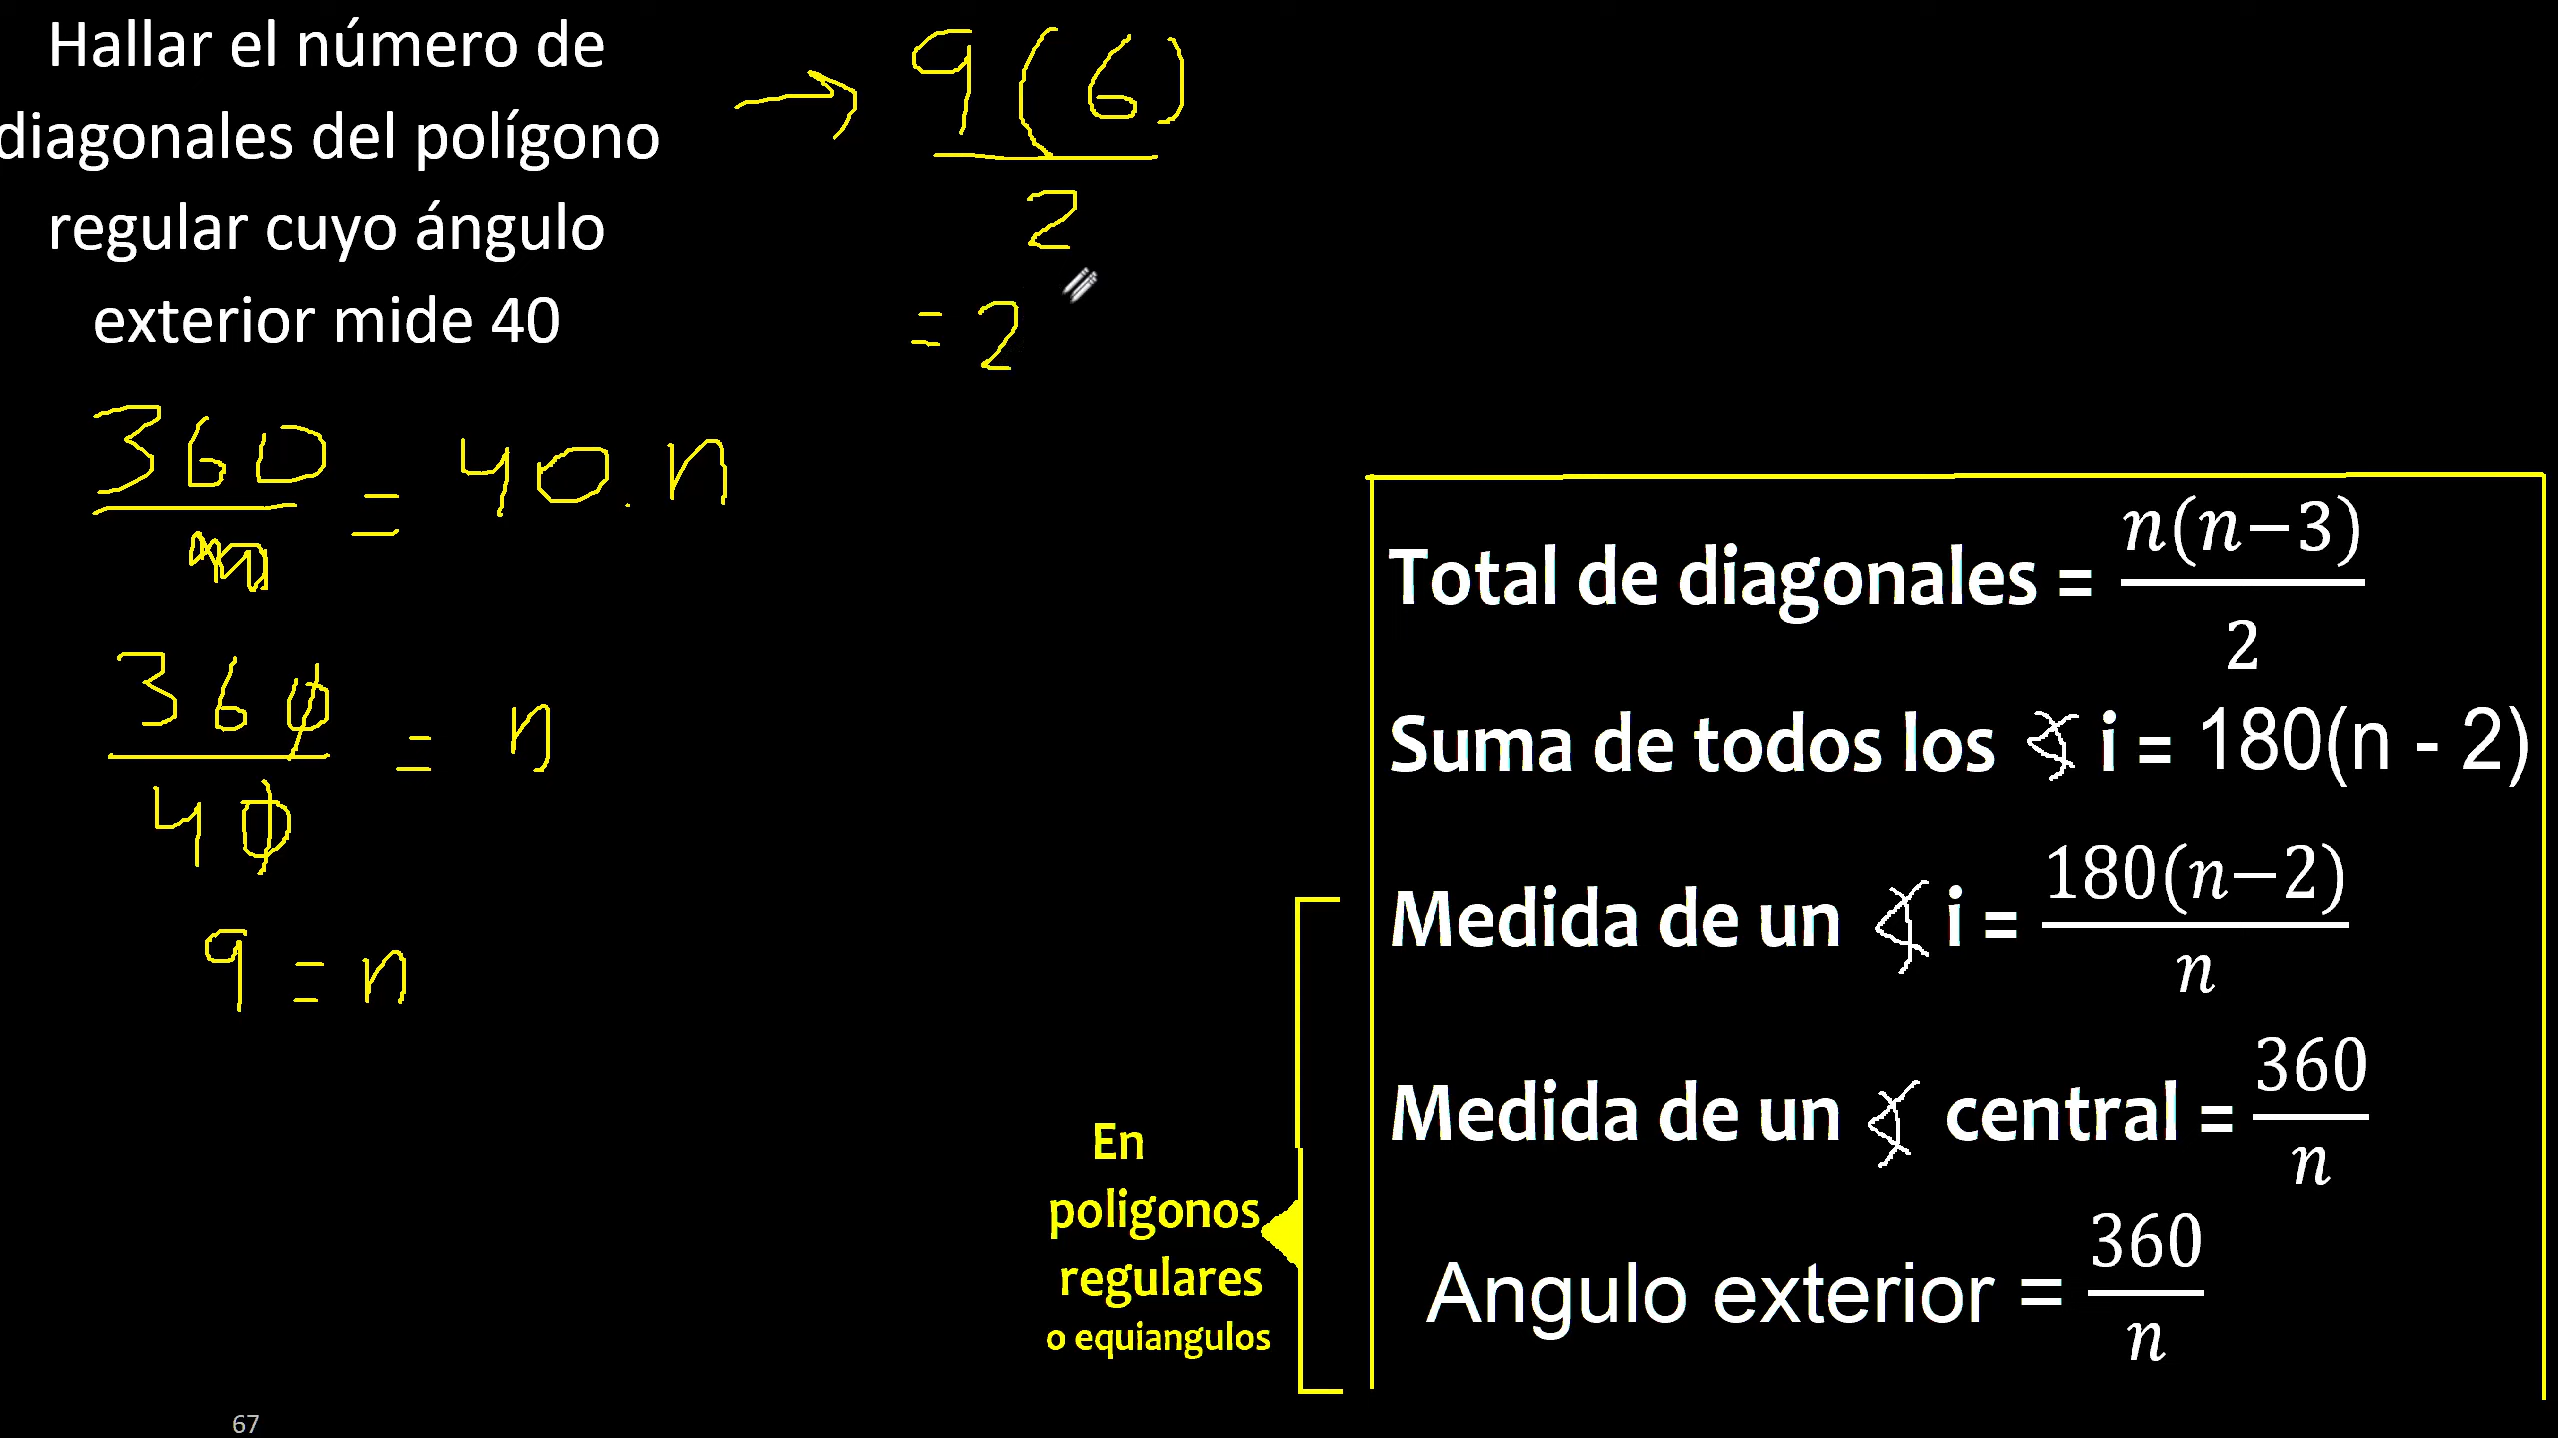 Hallar el número de
diagonales del polígono
regular cuyo ángulo
exterior mide 40
→ 9(6)
2
= 2
360 = 40.n
360 = n
40
9 = n
Total de diagonales = n(n−3)
2
Suma de todos los ∢ i = 180(n - 2)
Medida de un ∢ i = 180(n−2)
n
Medida de un ∢ central = 360
n
Angulo exterior = 360
n
En
poligonos
regulares
o equiangulos
67